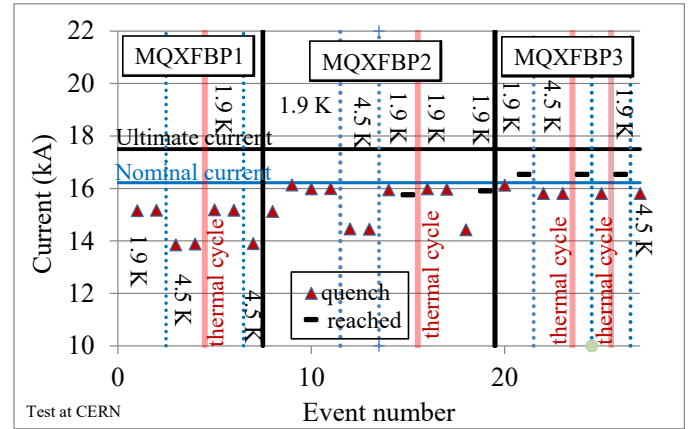 22
20
18
16
14
12
10
0
10
20
Current (kA)
Event number
MQXFBP1
MQXFBP2
MQXFBP3
1.9 K
1.9 K
4.5 K
1.9 K
1.9 K
1.9 K
1.9 K
4.5 K
1.9 K
Ultimate current
Nominal current
1.9 K
4.5 K
thermal cycle
4.5 K
thermal cycle
thermal cycle
thermal cycle
4.5 K
quench
reached
Test at CERN